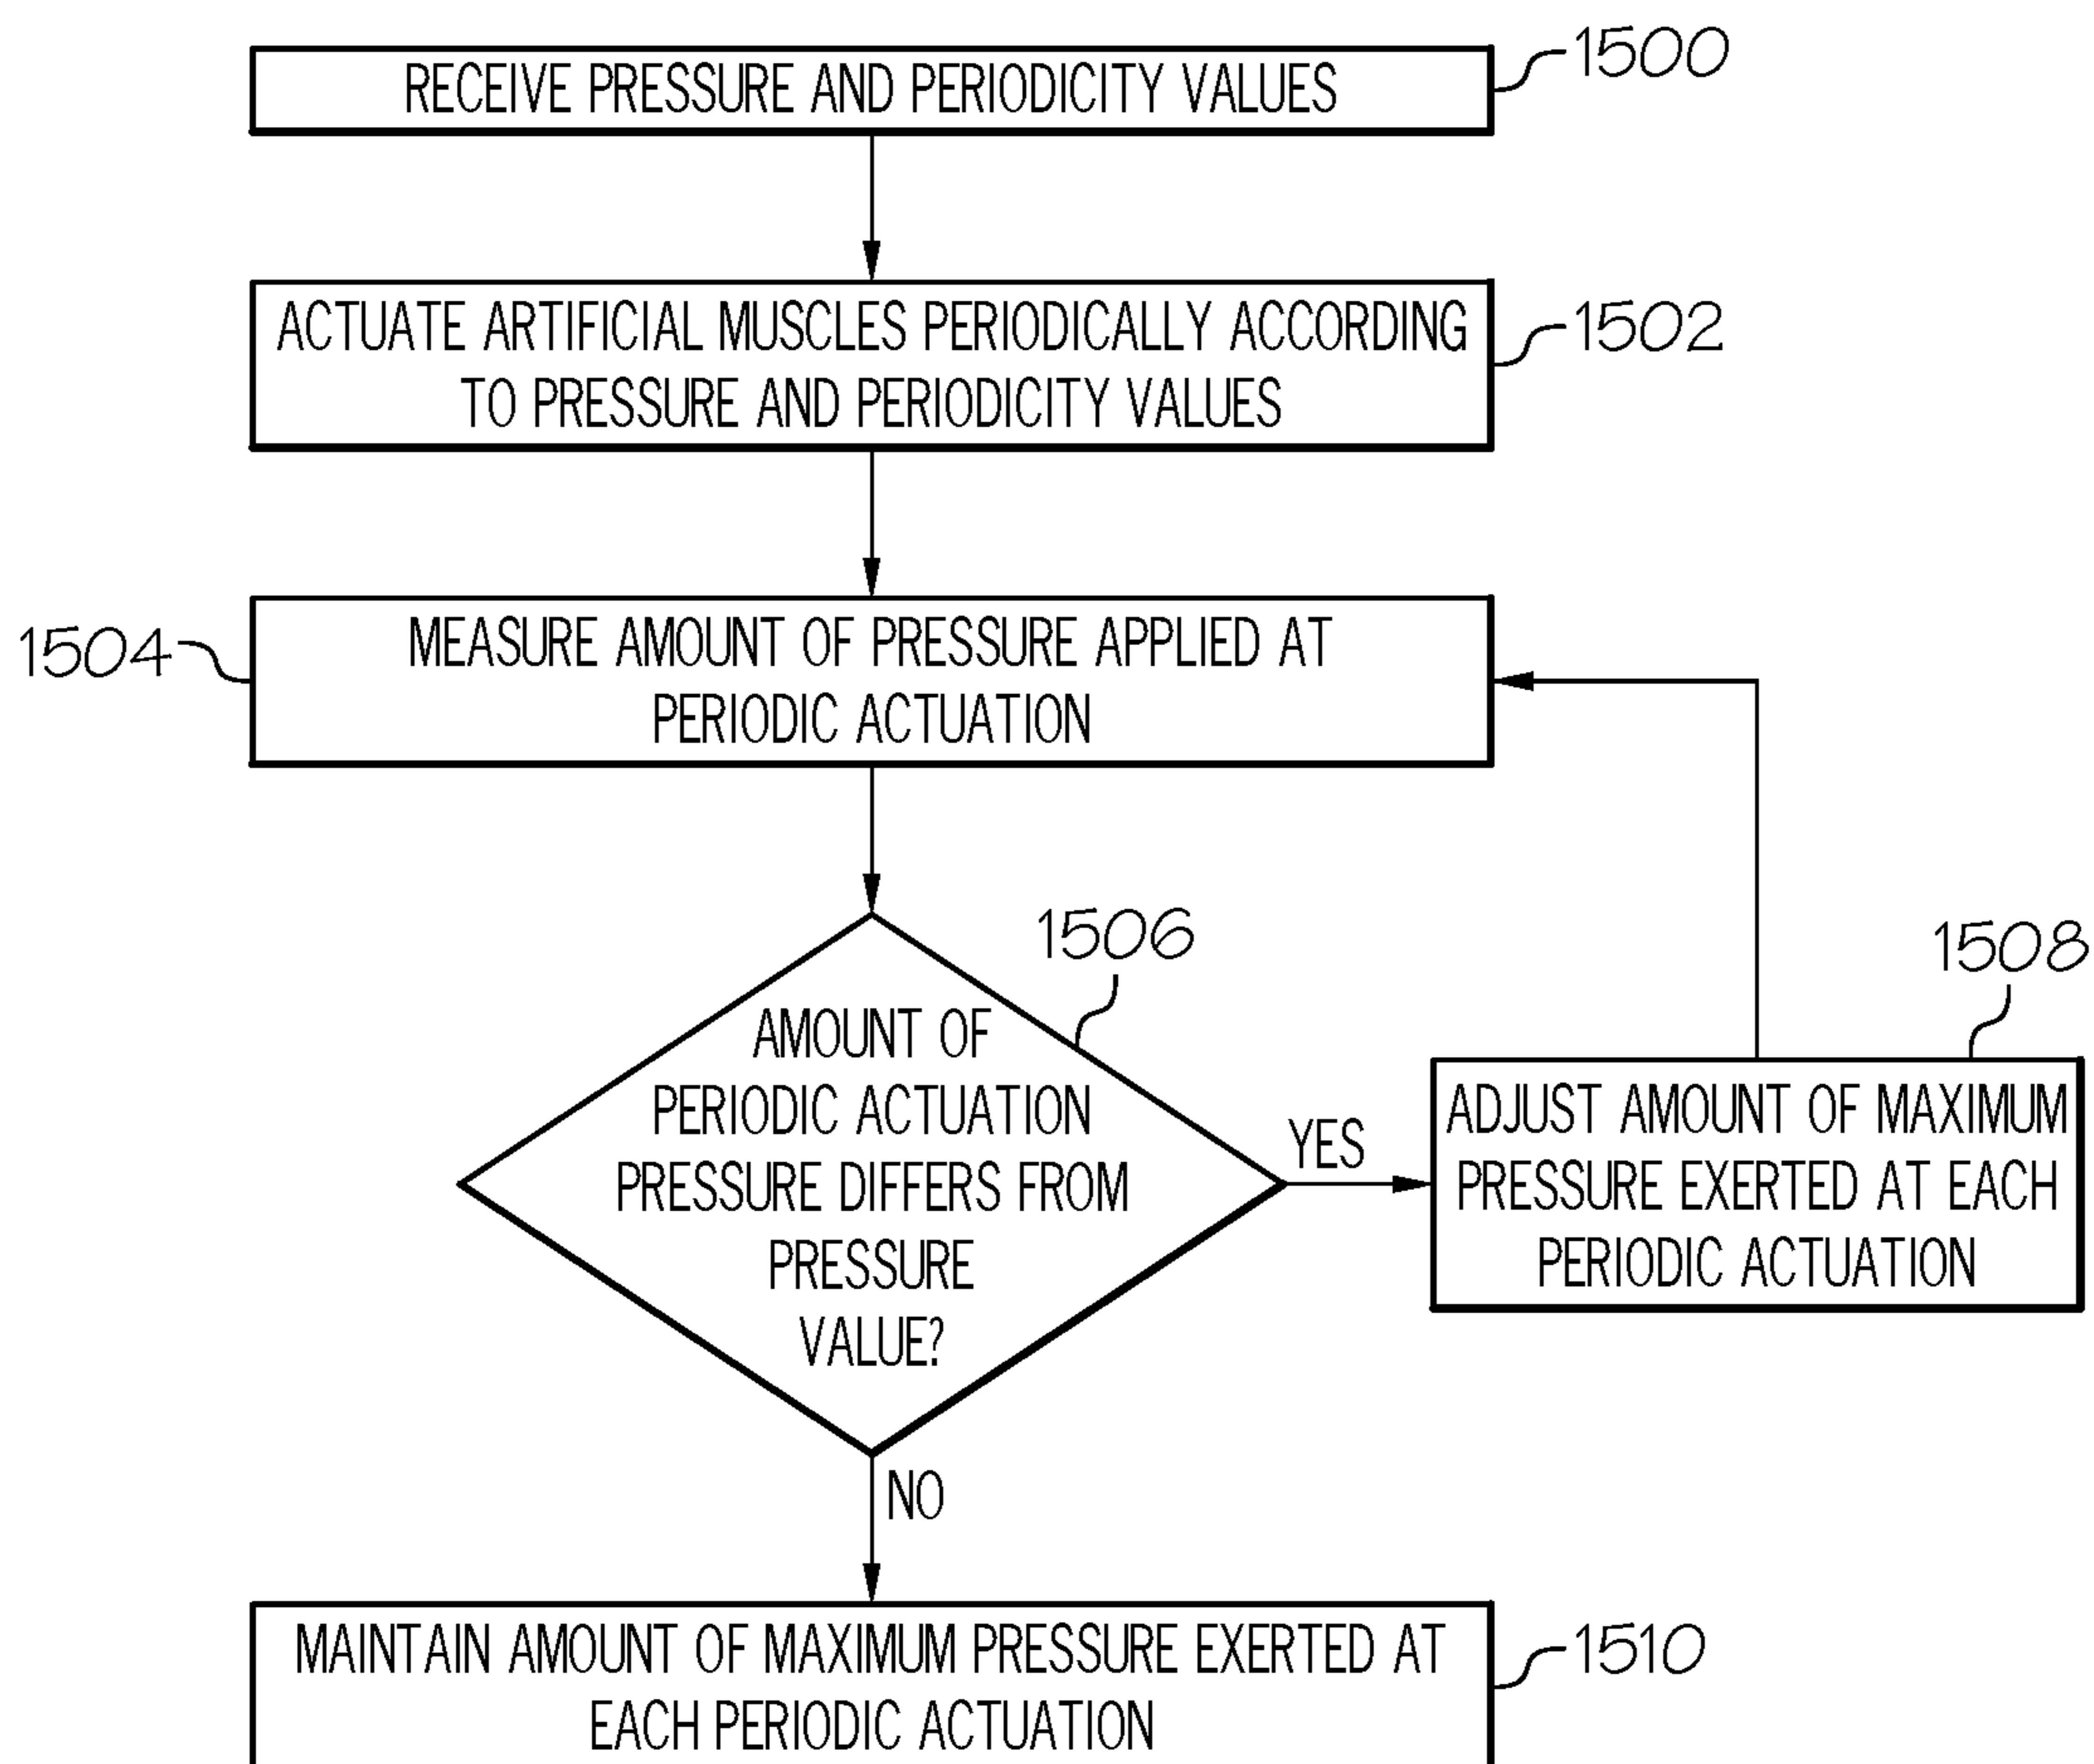 RECEIVE PRESSURE AND PERIODICITY VALUES
1500
ACTUATE ARTIFICIAL MUSCLES PERIODICALLY ACCORDING
TO PRESSURE AND PERIODICITY VALUES
1502
1504
MEASURE AMOUNT OF PRESSURE APPLIED AT
PERIODIC ACTUATION
1506
AMOUNT OF
PERIODIC ACTUATION
PRESSURE DIFFERS FROM
PRESSURE
VALUE?
YES
1508
ADJUST AMOUNT OF MAXIMUM
PRESSURE EXERTED AT EACH
PERIODIC ACTUATION
NO
MAINTAIN AMOUNT OF MAXIMUM PRESSURE EXERTED AT
EACH PERIODIC ACTUATION
1510